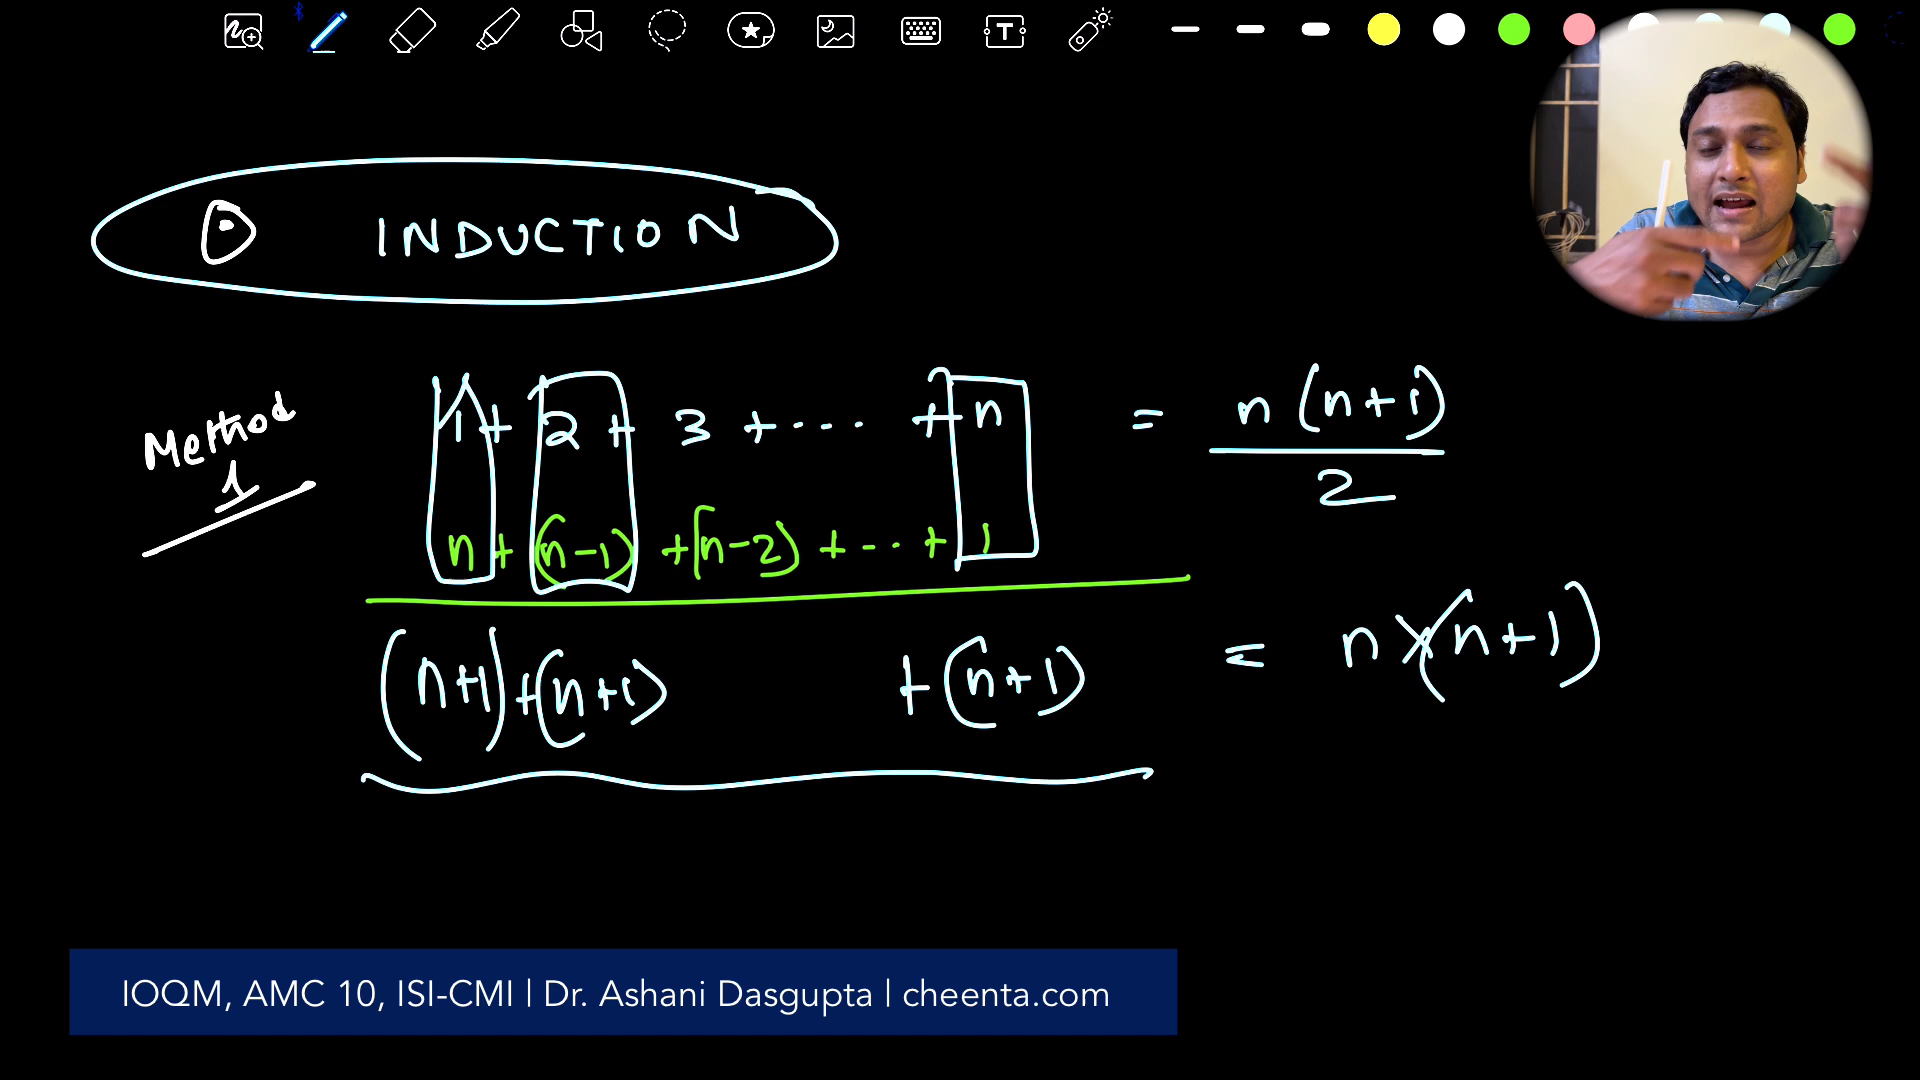 T
INDUCTION
Method
1
1 + 2 + 3 + ... + n = n (n+1)
2
n + (n-1) + (n-2) + ... + 1
(n+1) + (n+1) + (n+1) = n × (n+1)
IOQM, AMC 10, ISI-CMI | Dr. Ashani Dasgupta | cheenta.com